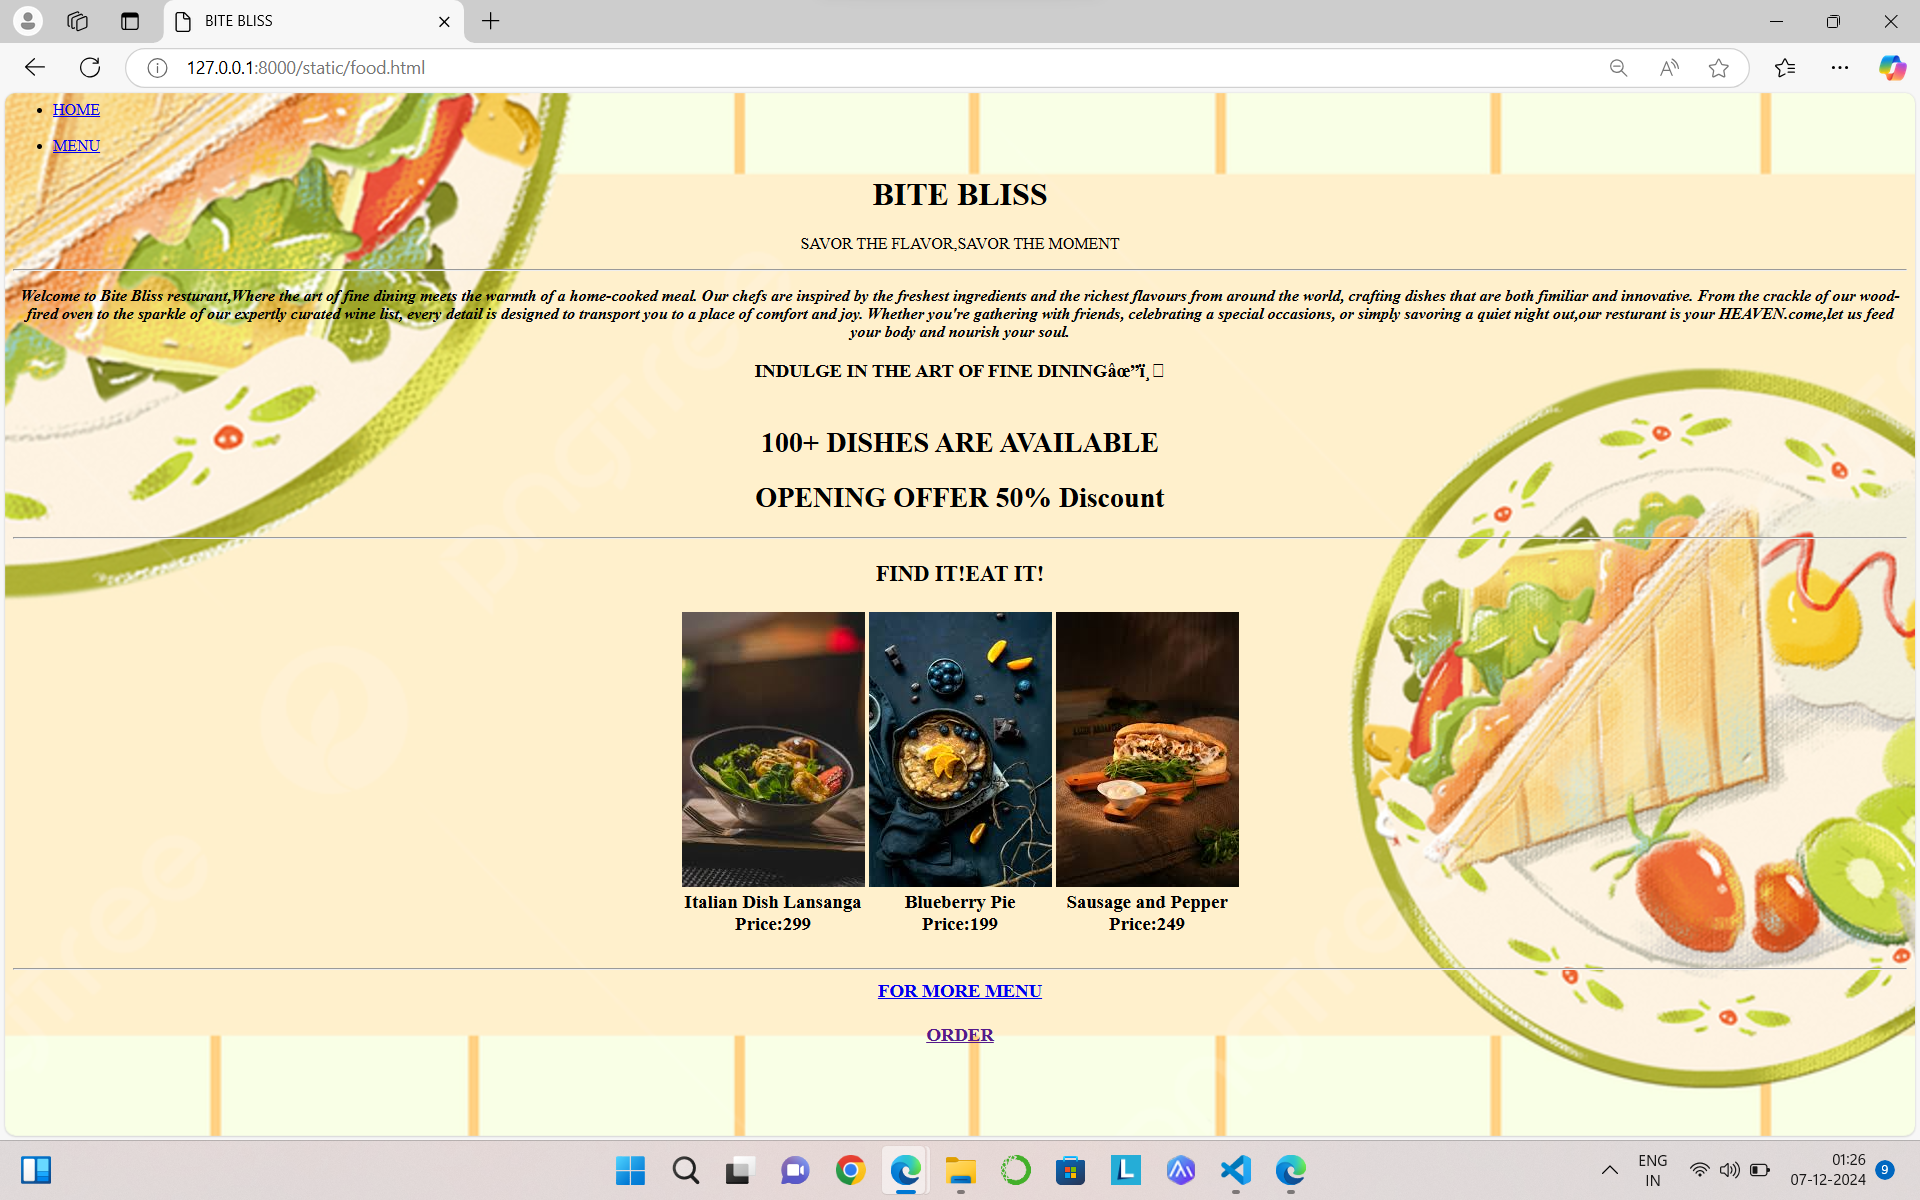 BITE BLISS
127.0.0.1:8000/static/food.html
HOME
MENU
BITE BLISS
SAVOR THE FLAVOR,SAVOR THE MOMENT
Welcome to Bite Bliss resturant,Where the art of fine dining meets the warmth of a home-cooked meal. Our chefs are inspired by the freshest ingredients and the richest flavours from around the world, crafting dishes that are both fimiliar and innovative. From the crackle of our wood-
fired oven to the sparkle of our expertly curated wine list, every detail is designed to transport you to a place of comfort and joy. Whether you're gathering with friends, celebrating a special occasions, or simply savoring a quiet night out,our resturant is your HEAVEN.come,let us feed
your body and nourish your soul.
INDULGE IN THE ART OF FINE DININGâœ”ï¸
100+ DISHES ARE AVAILABLE
OPENING OFFER 50% Discount
FIND IT!EAT IT!
Italian Dish Lansanga Blueberry Pie Sausage and Pepper
Price:299 Price:199 Price:249
FOR MORE MENU
ORDER
pngtree
ENG
IN
01:26
07-12-2024
9